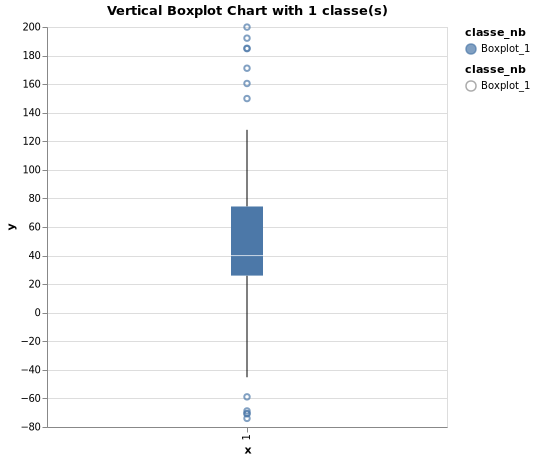 Vertical Boxplot Chart with 1 classe(s)
200
180
160
140
120
100
80
60
40
20
0
−20
−40
−60
−80
y
1
x
classe_nb
Boxplot_1
classe_nb
Boxplot_1